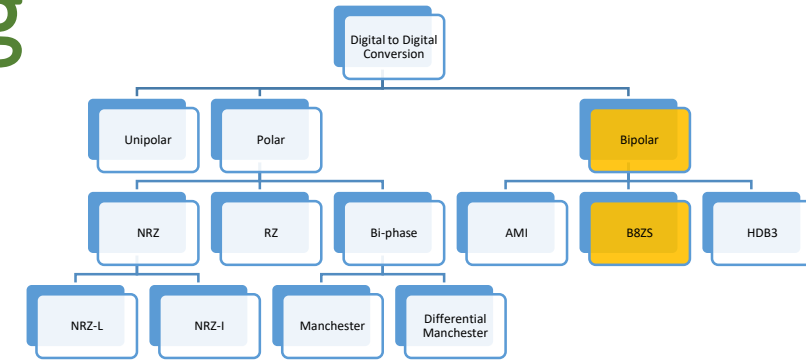 g
Digital to Digital
Conversion
Unipolar
Polar
Bipolar
NRZ
RZ
Bi-phase
AMI
B8ZS
HDB3
NRZ-L
NRZ-I
Manchester
Differential
Manchester